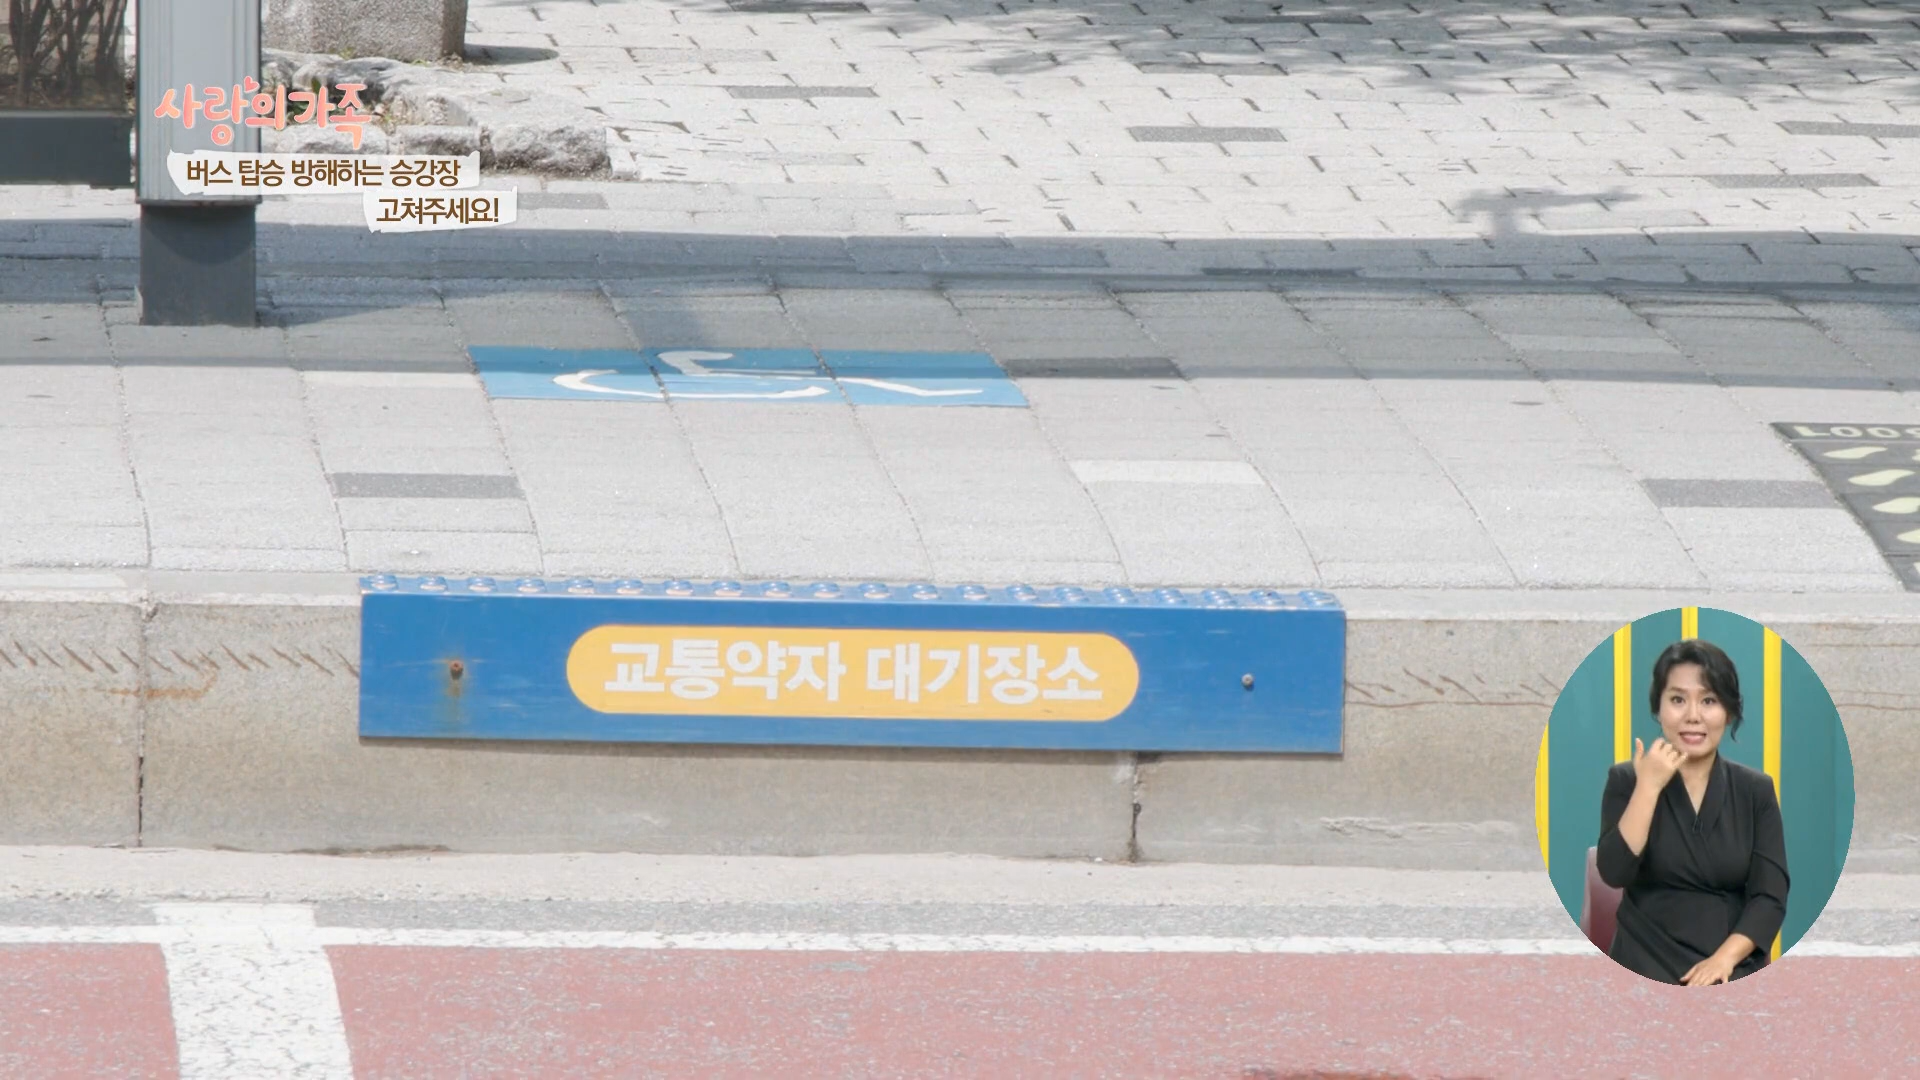 사랑의가족
버스 탑승 방해하는 승강장
고쳐주세요!
교통약자 대기장소